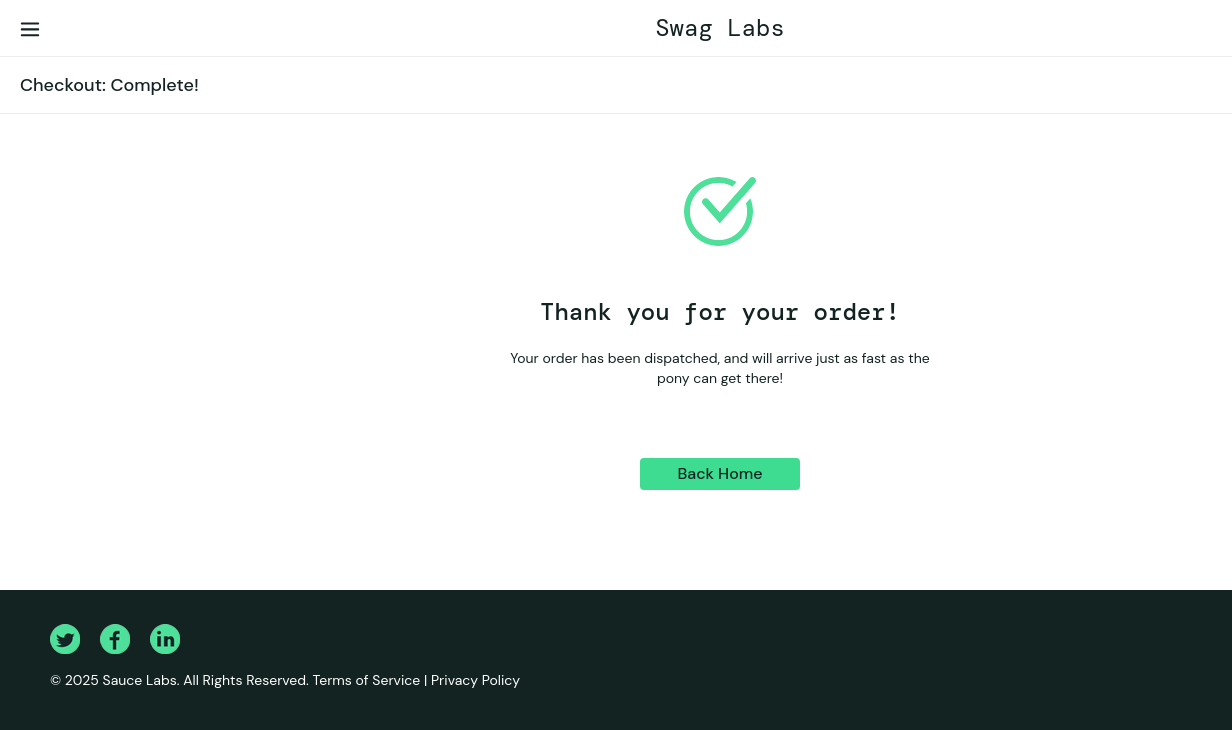 Swag Labs
Checkout: Complete!
Thank you for your order!
Your order has been dispatched, and will arrive just as fast as the
pony can get there!
Back Home
© 2025 Sauce Labs. All Rights Reserved. Terms of Service | Privacy Policy